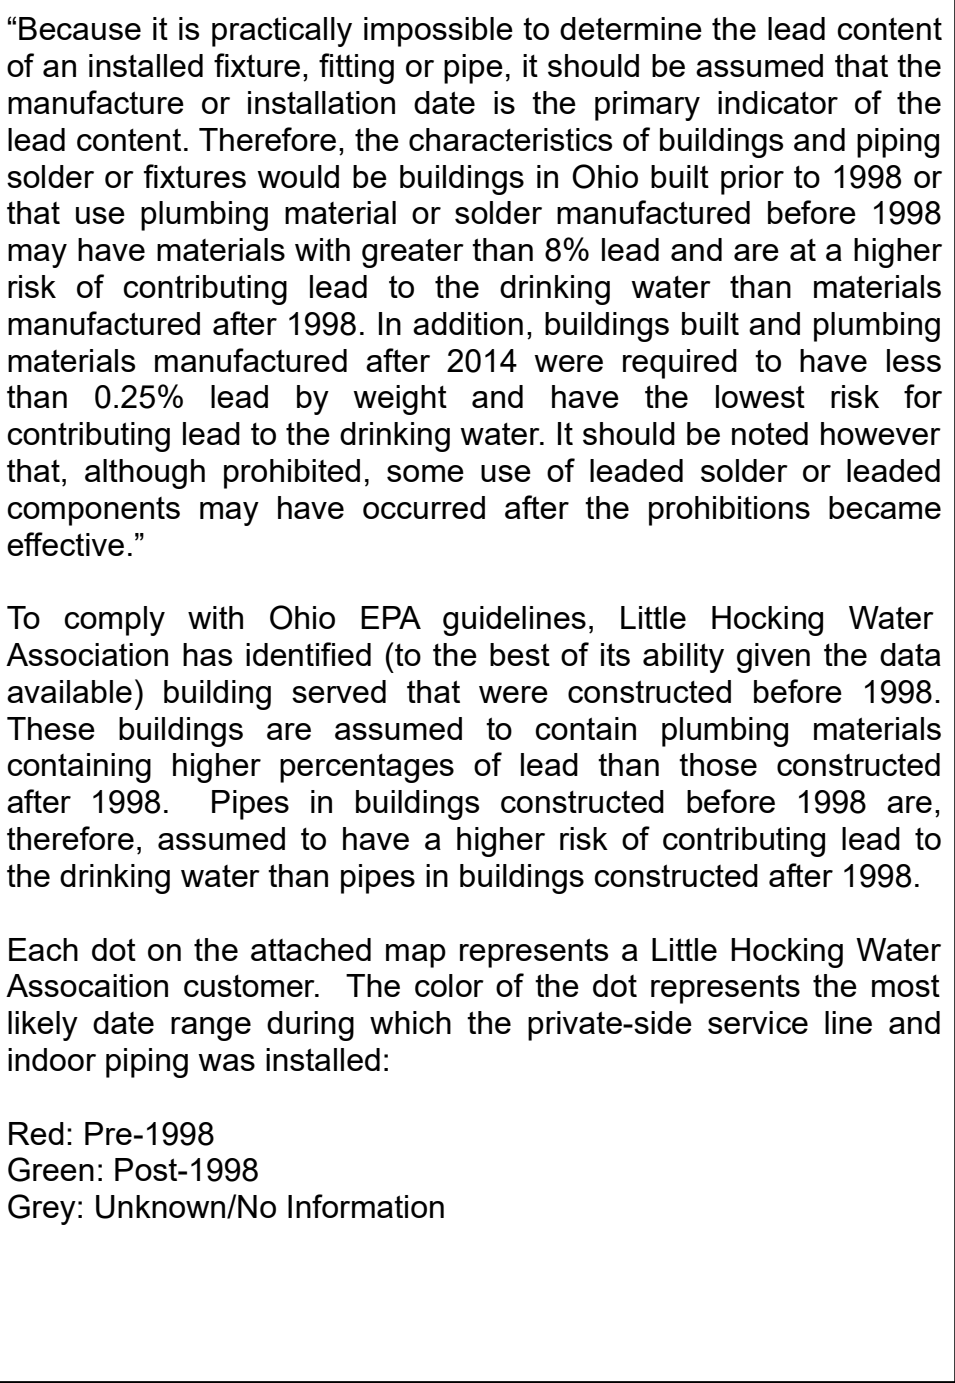 “Because it is practically impossible to determine the lead content
of an installed fixture, fitting or pipe, it should be assumed that the
manufacture or installation date is the primary indicator of the
lead content. Therefore, the characteristics of buildings and piping
solder or fixtures would be buildings in Ohio built prior to 1998 or
that use plumbing material or solder manufactured before 1998
may have materials with greater than 8% lead and are at a higher
risk of contributing lead to the drinking water than materials
manufactured after 1998. In addition, buildings built and plumbing
materials manufactured after 2014 were required to have less
than 0.25% lead by weight and have the lowest risk for
contributing lead to the drinking water. It should be noted however
that, although prohibited, some use of leaded solder or leaded
components may have occurred after the prohibitions became
effective.”
To comply with Ohio EPA guidelines, Little Hocking Water
Association has identified (to the best of its ability given the data
available) building served that were constructed before 1998.
These buildings are assumed to contain plumbing materials
containing higher percentages of lead than those constructed
after 1998.  Pipes in buildings constructed before 1998 are,
therefore, assumed to have a higher risk of contributing lead to
the drinking water than pipes in buildings constructed after 1998.
Each dot on the attached map represents a Little Hocking Water
Assocaition customer.  The color of the dot represents the most
likely date range during which the private-side service line and
indoor piping was installed:
Red: Pre-1998
Green: Post-1998
Grey: Unknown/No Information